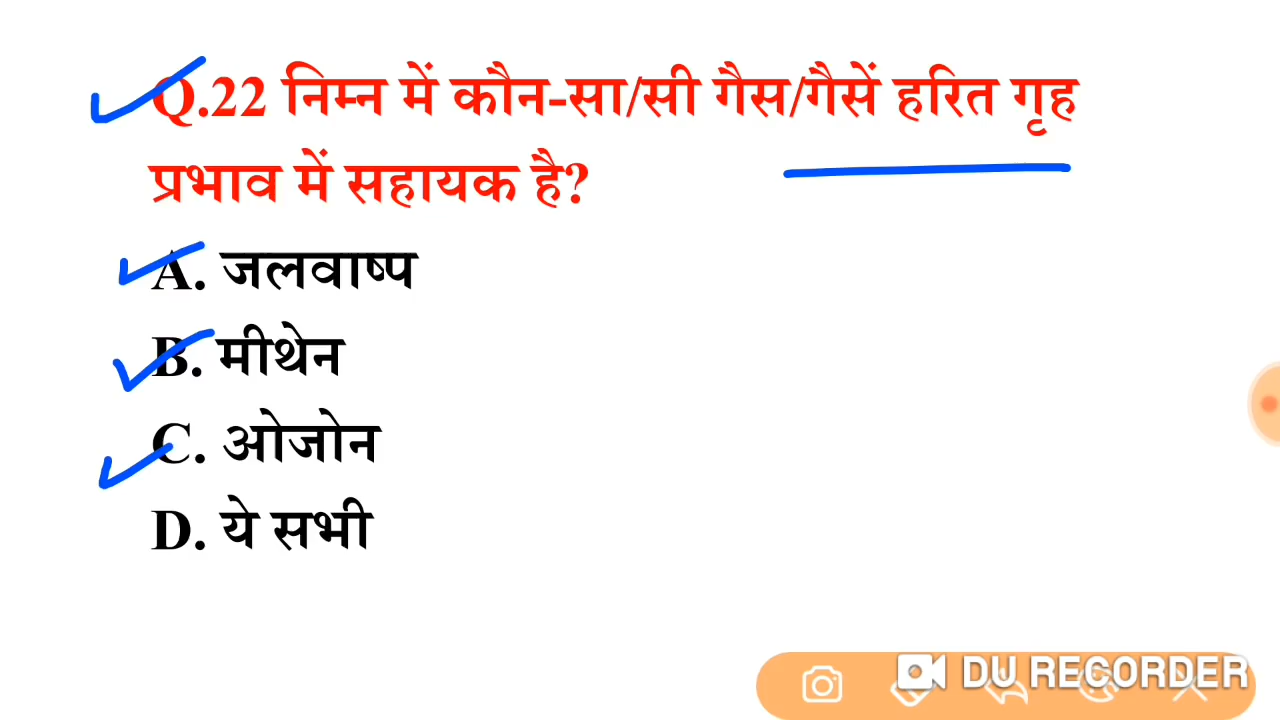 Q.22 निम्न में कौन-सा/सी गैस/गैसें हरित गृह
प्रभाव में सहायक है?
A. जलवाष्प
B. मीथेन
C. ओजोन
D. ये सभी
DU RECORDER